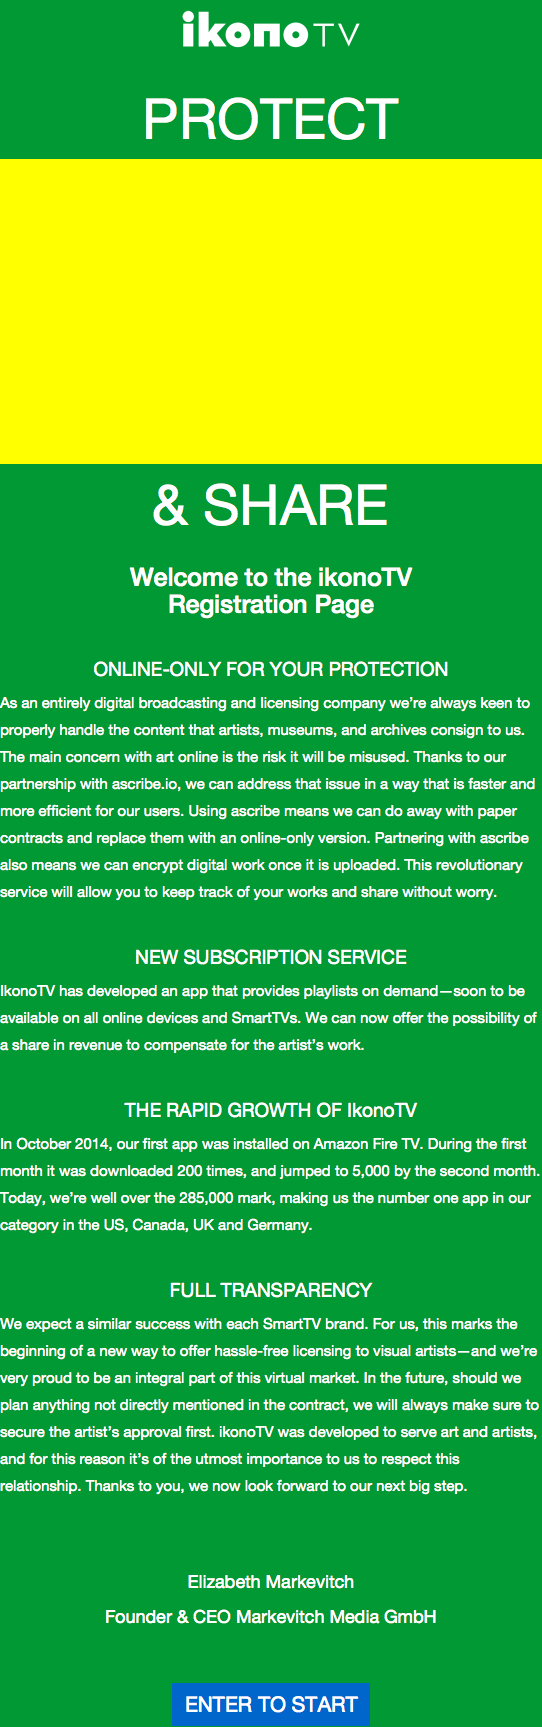 ikonoTV
PROTECT
& SHARE
Welcome to the ikonoTV
Registration Page
ONLINE-ONLY FOR YOUR PROTECTION
As an entirely digital broadcasting and licensing company we’re always keen to
properly handle the content that artists, museums, and archives consign to us.
The main concern with art online is the risk it will be misused. Thanks to our
partnership with ascribe.io, we can address that issue in a way that is faster and
more efficient for our users. Using ascribe means we can do away with paper
contracts and replace them with an online-only version. Partnering with ascribe
also means we can encrypt digital work once it is uploaded. This revolutionary
service will allow you to keep track of your works and share without worry.
NEW SUBSCRIPTION SERVICE
IkonoTV has developed an app that provides playlists on demand—soon to be
available on all online devices and SmartTVs. We can now offer the possibility of
a share in revenue to compensate for the artist’s work.
THE RAPID GROWTH OF IkonoTV
In October 2014, our first app was installed on Amazon Fire TV. During the first
month it was downloaded 200 times, and jumped to 5,000 by the second month.
Today, we’re well over the 285,000 mark, making us the number one app in our
category in the US, Canada, UK and Germany.
FULL TRANSPARENCY
We expect a similar success with each SmartTV brand. For us, this marks the
beginning of a new way to offer hassle-free licensing to visual artists—and we’re
very proud to be an integral part of this virtual market. In the future, should we
plan anything not directly mentioned in the contract, we will always make sure to
secure the artist’s approval first. ikonoTV was developed to serve art and artists,
and for this reason it’s of the utmost importance to us to respect this
relationship. Thanks to you, we now look forward to our next big step.
Elizabeth Markevitch
Founder & CEO Markevitch Media GmbH
ENTER TO START